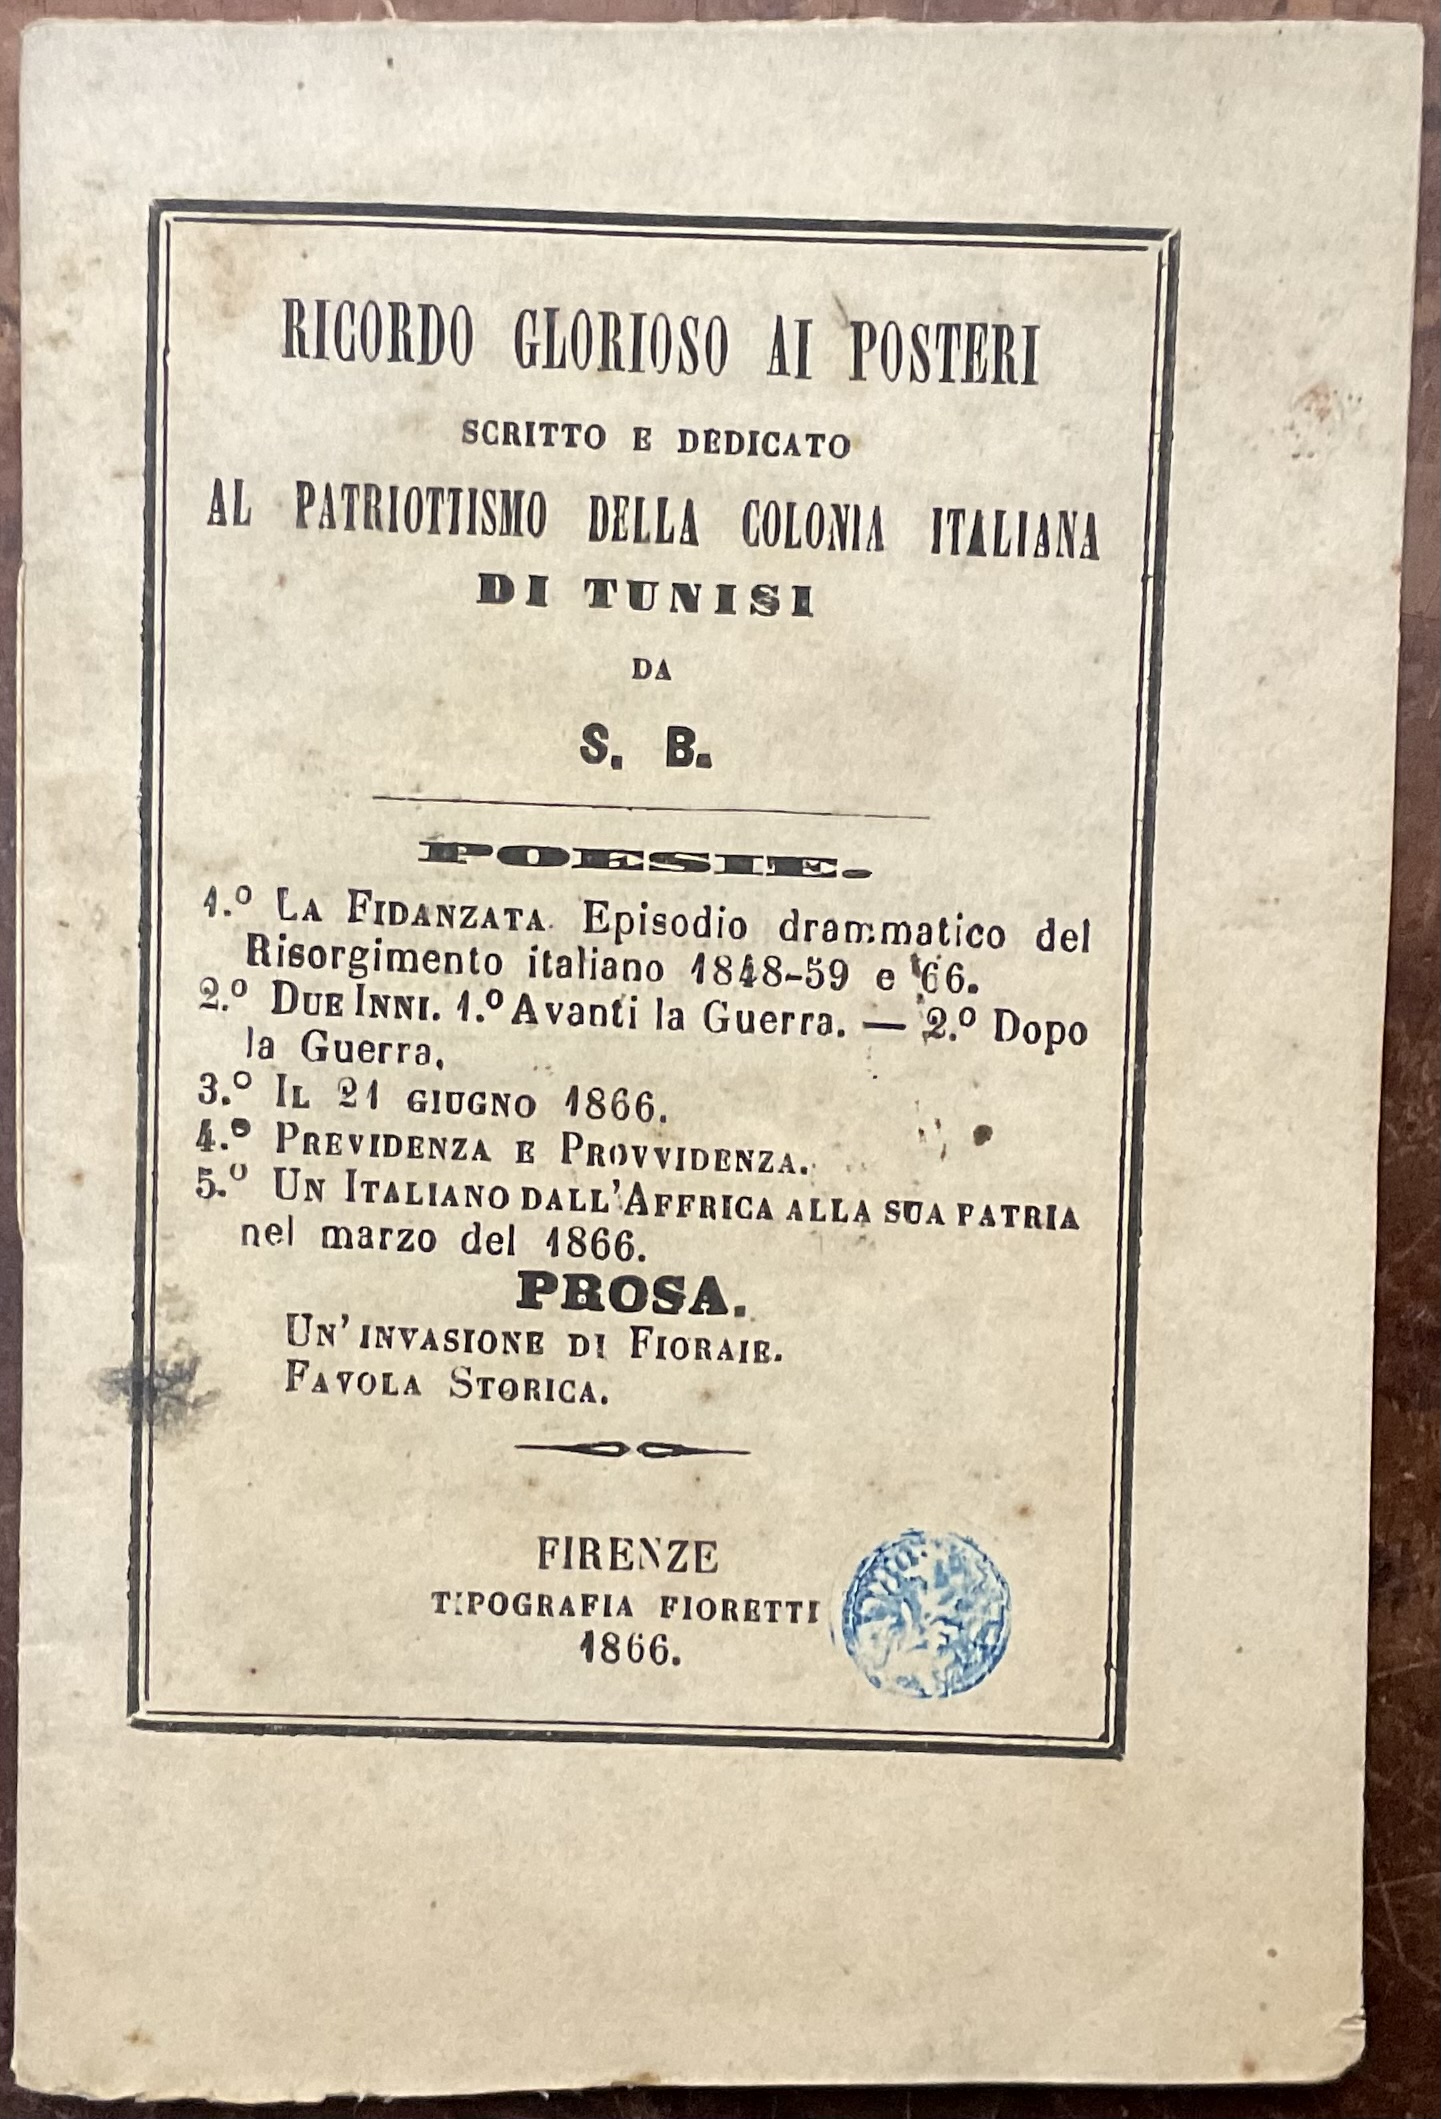 RICORDO GLORIOSO AI POSTERI
SCRITTO E DEDICATO
AL PATRIOTTISMO DELLA COLONIA ITALIANA
DI TUNISI
DA
S. B.
POESIE.
1.º LA FIDANZATA. Episodio drammatico del
Risorgimento italiano 1848-59 e 66.
2.º DUE INNI. 1.º Avanti la Guerra. — 2.º Dopo
la Guerra.
3.º IL 21 GIUGNO 1866.
4.º PREVIDENZA E PROVVIDENZA.
5.º UN ITALIANO DALL'AFFRICA ALLA SUA PATRIA
nel marzo del 1866.
PROSA.
UN'INVASIONE DI FIORAIE.
FAVOLA STORICA.
FIRENZE
TIPOGRAFIA FIORETTI
1866.